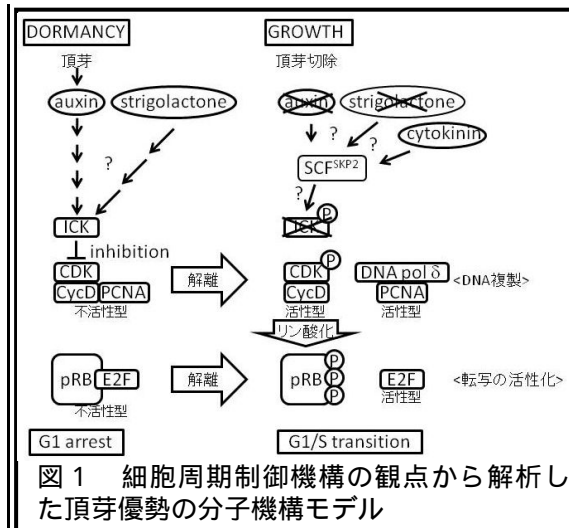 DORMANCY
GROWTH
頂芽
頂芽切除
auxin
strigolactone
auxin
strigolactone
cytokinin
?
?
?
SCF^SKP2
?
ICK
P
ICK
inhibition
CDK
CycD PCNA
不活性型
解離
CDK P
CycD
活性型
DNA pol δ
PCNA
活性型
<DNA複製>
リン酸化
pRB E2F
不活性型
解離
pRB P P P
E2F
活性型
<転写の活性化>
G1 arrest
G1/S transition
図1 細胞周期制御機構の観点から解析し
た頂芽優勢の分子機構モデル